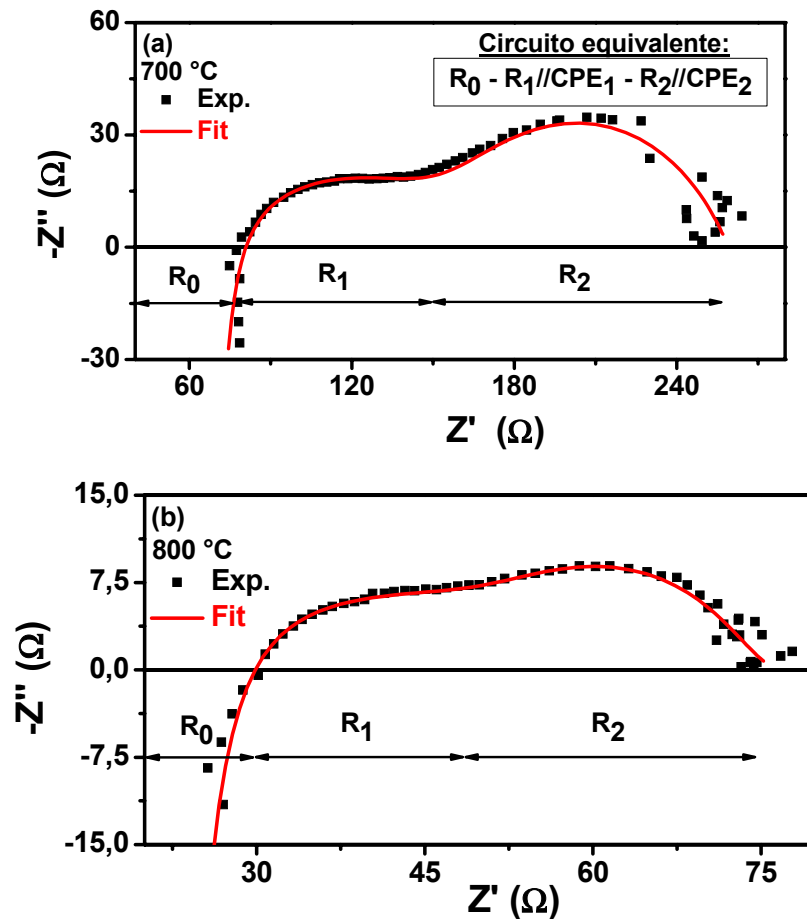 (a)
700 °C
Exp.
Fit
Circuito equivalente:
R0 - R1//CPE1 - R2//CPE2
60
30
0
-30
-Z'' (Ω)
R0
R1
R2
60
120
180
240
Z' (Ω)
(b)
800 °C
Exp.
Fit
15,0
7,5
0,0
-7,5
-15,0
-Z'' (Ω)
R0
R1
R2
30
45
60
75
Z' (Ω)